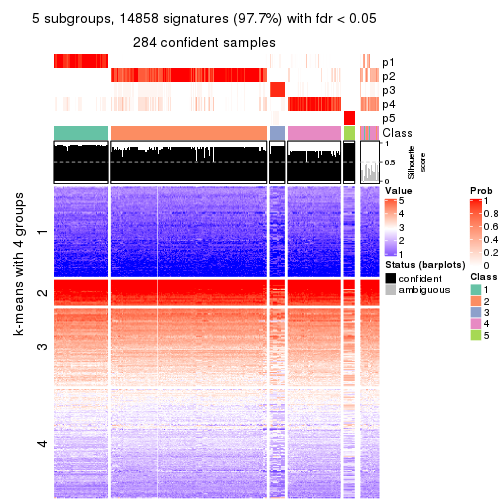 5 subgroups, 14858 signatures (97.7%) with fdr < 0.05
284 confident samples
p1
p2
p3
p4
p5
Class
1
0.5
0
Silhouette
score
k-means with 4 groups
1
2
3
4
Value
5
4
3
2
1
Status (barplots)
confident
ambiguous
Prob
1
0.8
0.6
0.4
0.2
0
Class
1
2
3
4
5